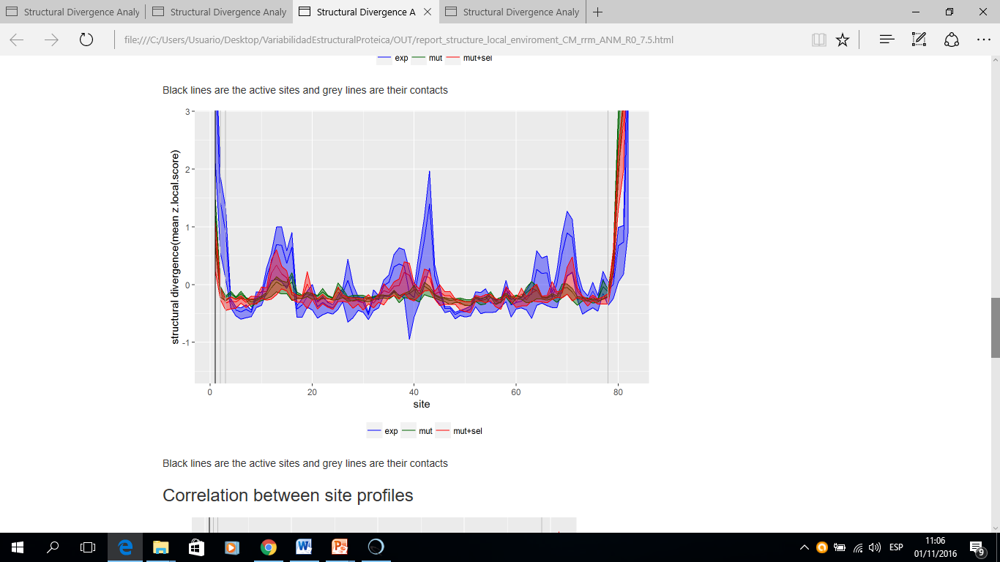 Structural Divergence Analy
Structural Divergence Analy
Structural Divergence A
Structural Divergence Analy
file:///C:/Users/Usuario/Desktop/VariabilidadEstructuralProteica/OUT/report_structure_local_enviroment_CM_rrm_ANM_R0_7.5.html
exp mut mut+sel
Black lines are the active sites and grey lines are their contacts
structural divergence(mean z.local.score)
3
2
1
0
-1
0 20 40 60 80
site
exp mut mut+sel
Black lines are the active sites and grey lines are their contacts
Correlation between site profiles
ESP
11:06
01/11/2016
9